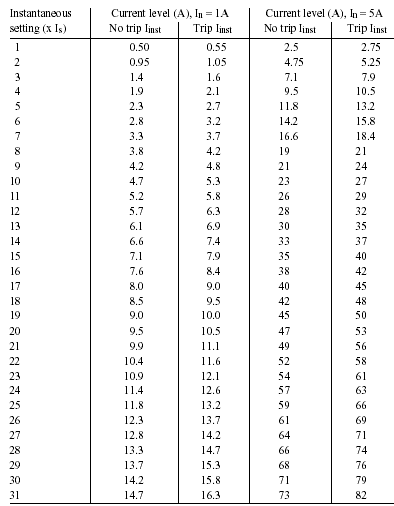 Instantaneous Current level (A), In = 1A Current level (A), In = 5A
setting (x Is) No trip Iinst Trip Iinst No trip Iinst Trip Iinst
1 0.50 0.55 2.5 2.75
2 0.95 1.05 4.75 5.25
3 1.4 1.6 7.1 7.9
4 1.9 2.1 9.5 10.5
5 2.3 2.7 11.8 13.2
6 2.8 3.2 14.2 15.8
7 3.3 3.7 16.6 18.4
8 3.8 4.2 19 21
9 4.2 4.8 21 24
10 4.7 5.3 23 27
11 5.2 5.8 26 29
12 5.7 6.3 28 32
13 6.1 6.9 30 35
14 6.6 7.4 33 37
15 7.1 7.9 35 40
16 7.6 8.4 38 42
17 8.0 9.0 40 45
18 8.5 9.5 42 48
19 9.0 10.0 45 50
20 9.5 10.5 47 53
21 9.9 11.1 49 56
22 10.4 11.6 52 58
23 10.9 12.1 54 61
24 11.4 12.6 57 63
25 11.8 13.2 59 66
26 12.3 13.7 61 69
27 12.8 14.2 64 71
28 13.3 14.7 66 74
29 13.7 15.3 68 76
30 14.2 15.8 71 79
31 14.7 16.3 73 82